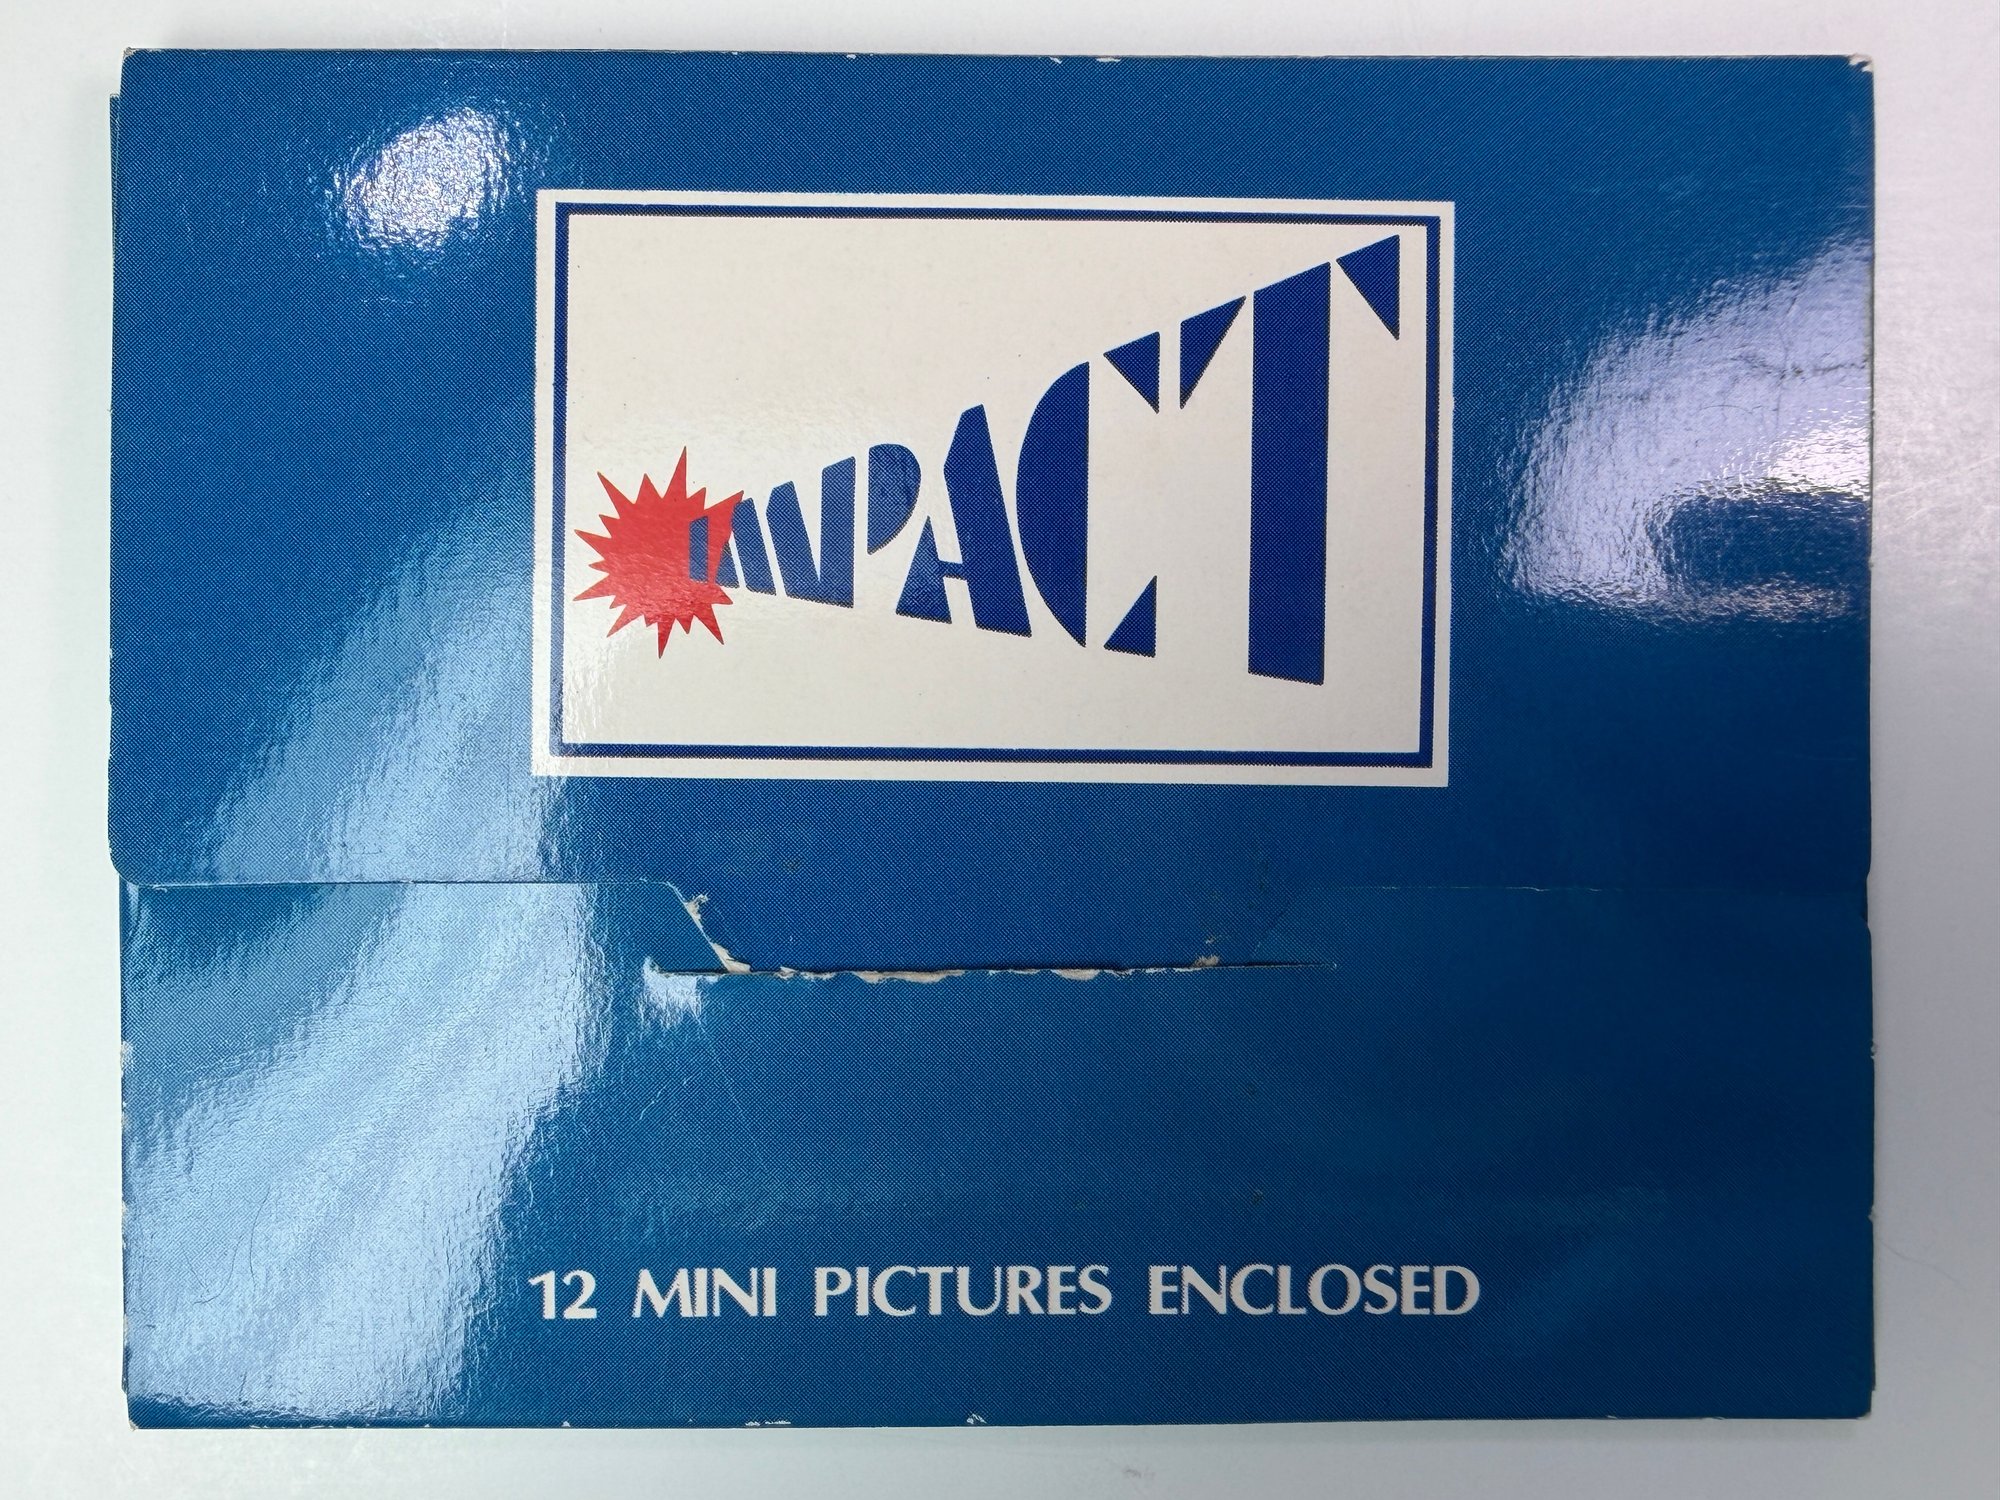 IMPACT
12 MINI PICTURES ENCLOSED